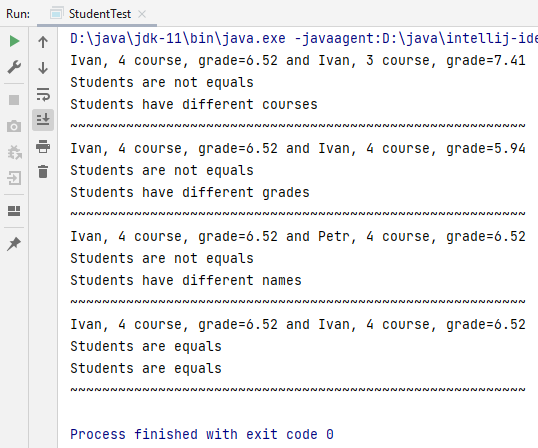 Run: StudentTest
D:\java\jdk-11\bin\java.exe -javaagent:D:\java\intellij-ide
Ivan, 4 course, grade=6.52 and Ivan, 3 course, grade=7.41
Students are not equals
Students have different courses
~~~~~~~~~~~~~~~~~~~~~~~~~~~~~~~~~~~~~~~~~~~~~~~~~~~~~~~~~
Ivan, 4 course, grade=6.52 and Ivan, 4 course, grade=5.94
Students are not equals
Students have different grades
~~~~~~~~~~~~~~~~~~~~~~~~~~~~~~~~~~~~~~~~~~~~~~~~~~~~~~~~~
Ivan, 4 course, grade=6.52 and Petr, 4 course, grade=6.52
Students are not equals
Students have different names
~~~~~~~~~~~~~~~~~~~~~~~~~~~~~~~~~~~~~~~~~~~~~~~~~~~~~~~~~
Ivan, 4 course, grade=6.52 and Ivan, 4 course, grade=6.52
Students are equals
Students are equals
~~~~~~~~~~~~~~~~~~~~~~~~~~~~~~~~~~~~~~~~~~~~~~~~~~~~~~~~~
Process finished with exit code 0